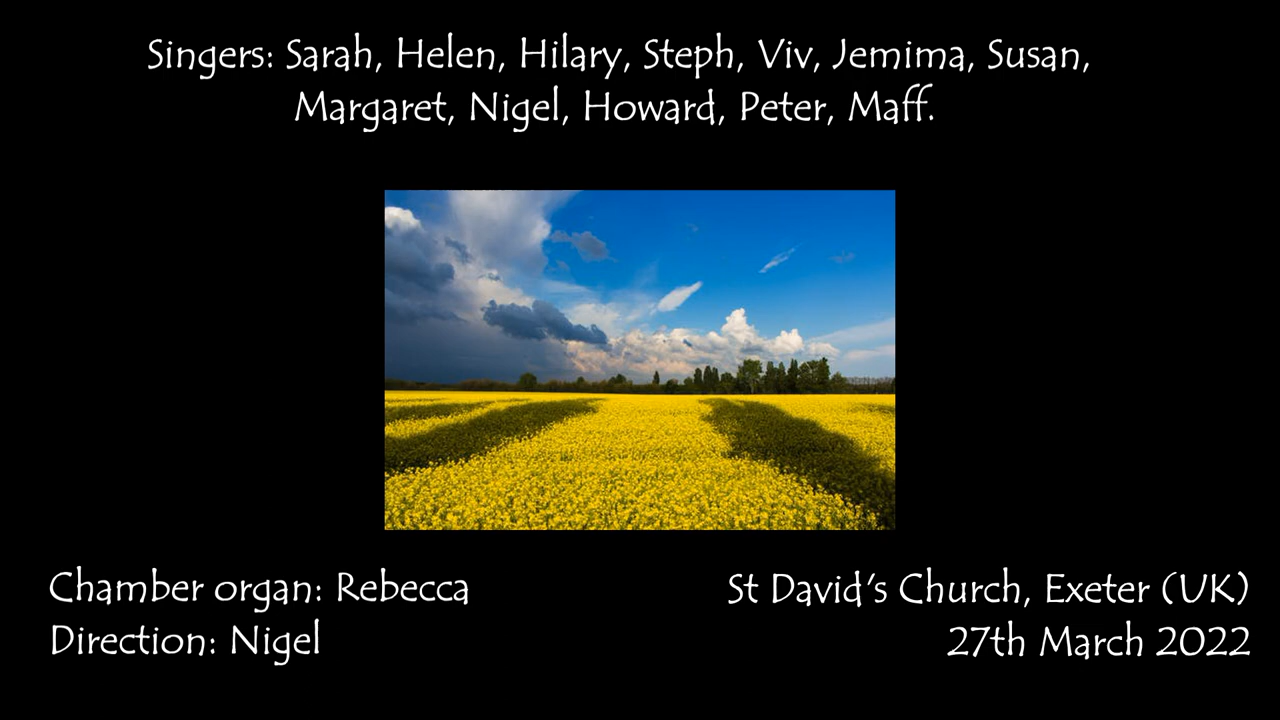 Singers: Sarah, Helen, Hilary, Steph, Viv, Jemima, Susan,
Margaret, Nigel, Howard, Peter, Maff.
Chamber organ: Rebecca
Direction: Nigel
St David's Church, Exeter (UK)
27th March 2022